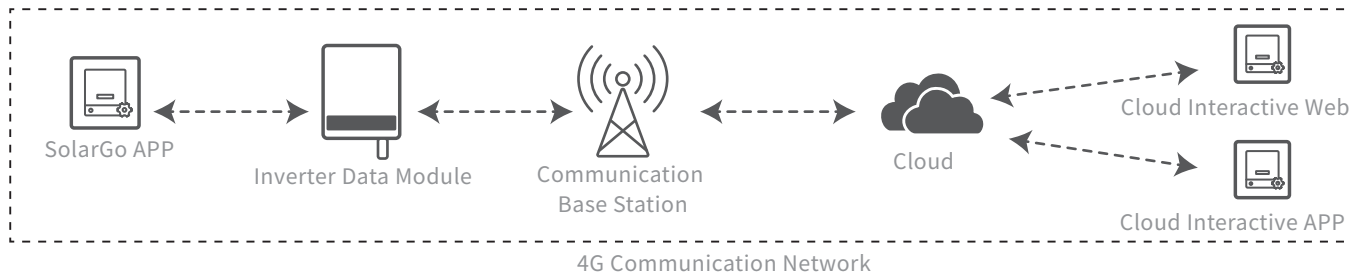 SolarGo APP
Inverter Data Module
Communication
Base Station
Cloud
Cloud Interactive Web
Cloud Interactive APP
4G Communication Network